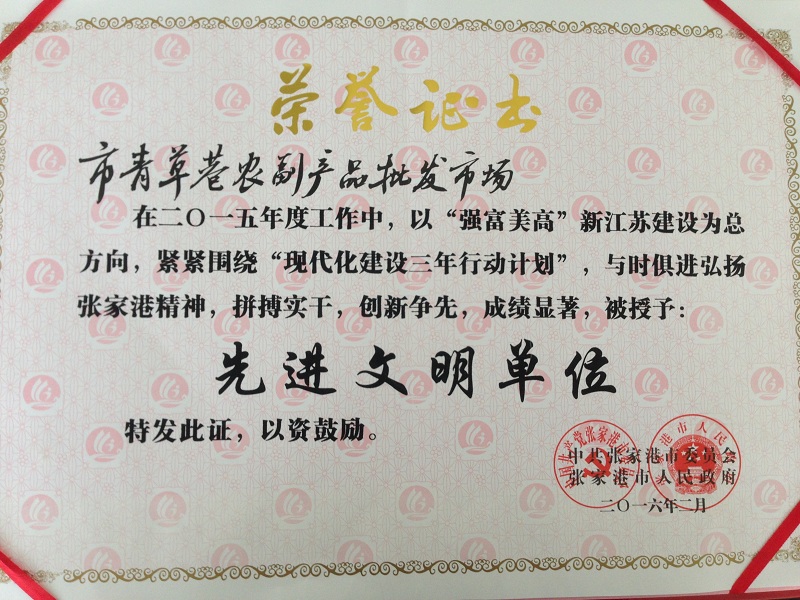 荣誉证书
市青草巷农副产品批发市场
在二〇一五年度工作中，以“强富美高”新江苏建设为总
方向，紧紧围绕“现代化建设三年行动计划”，与时俱进弘扬
张家港精神，拼搏实干，创新争先，成绩显著，被授予：
先进文明单位
特发此证，以资鼓励。
中共张家港市委员会
张家港市人民政府
二〇一六年二月